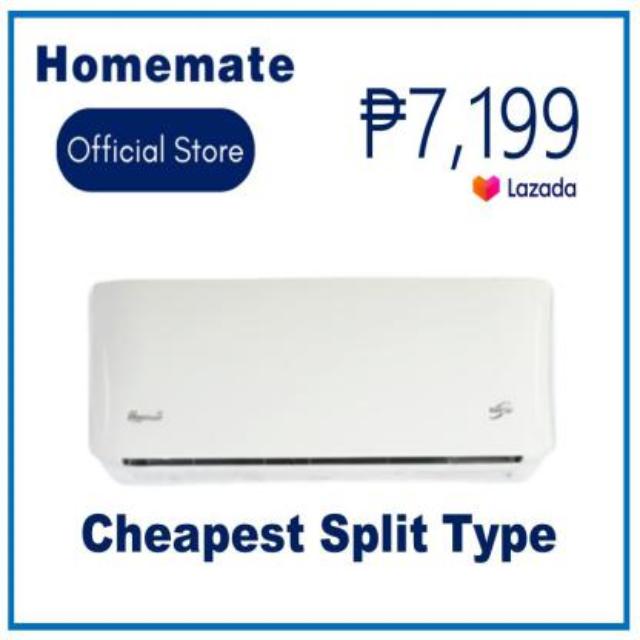 Homemate
Official Store
₱7,199
Lazada
Cheapest Split Type